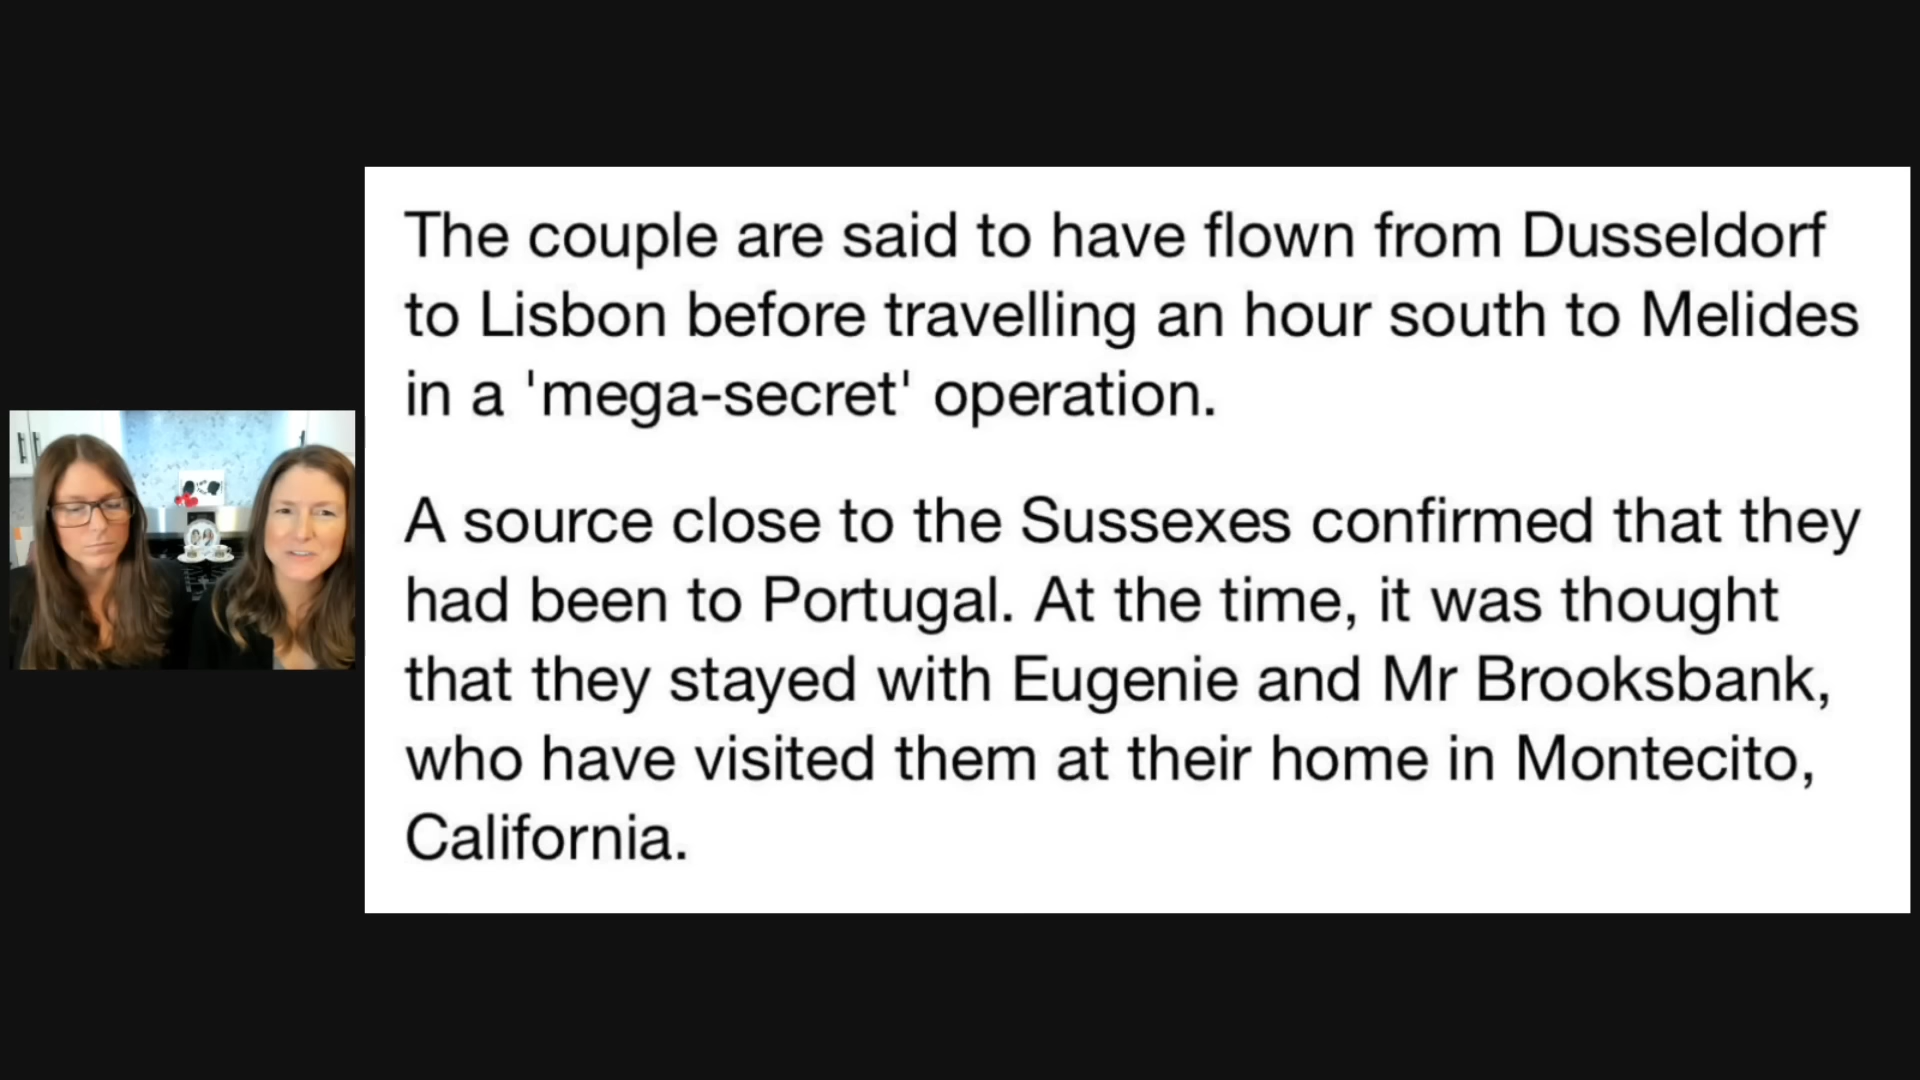 The couple are said to have flown from Dusseldorf
to Lisbon before travelling an hour south to Melides
in a 'mega-secret' operation.
A source close to the Sussexes confirmed that they
had been to Portugal. At the time, it was thought
that they stayed with Eugenie and Mr Brooksbank,
who have visited them at their home in Montecito,
California.